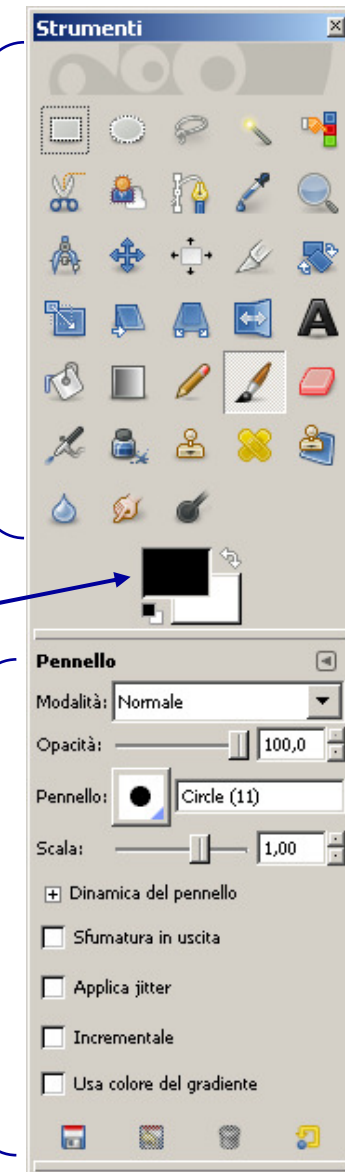 Strumenti
Pennello
Modalità: Normale
Opacità: 100,0
Pennello: Circle (11)
Scala: 1,00
Dinamica del pennello
Sfumatura in uscita
Applica jitter
Incrementale
Usa colore del gradiente